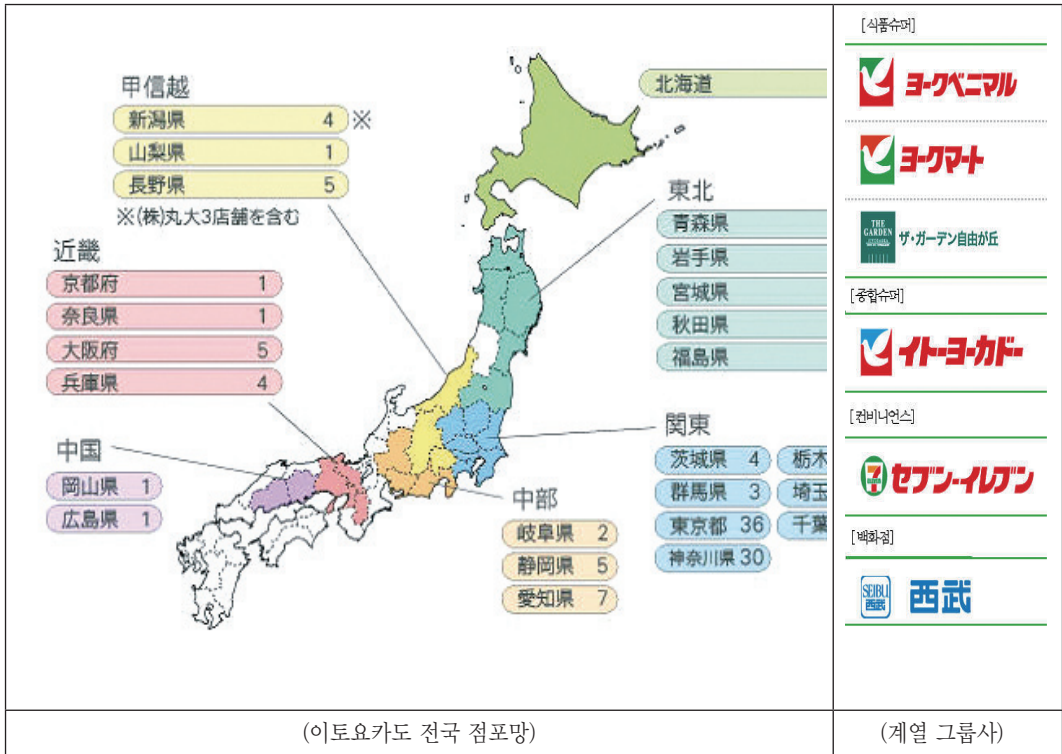 甲信越
新潟県 4 ※
山梨県 1
長野県 5
※(株)丸大3店舗を含む
近畿
京都府 1
奈良県 1
大阪府 5
兵庫県 4
中国
岡山県 1
広島県 1
北海道
東北
青森県
岩手県
宮城県
秋田県
福島県
関東
茨城県 4 栃木
群馬県 3 埼玉
東京都 36 千葉
神奈川県 30
中部
岐阜県 2
静岡県 5
愛知県 7
(이토요카도 전국 점포망)
[식품슈퍼]
ヨークベニマル
ヨークマート
THE
GARDEN
ザ・ガーデン自由が丘
[종합슈퍼]
イトーヨーカドー
[컨비니언스]
7
セブン-イレブン
[백화점]
SEIBU
西武
西武
(계열 그룹사)